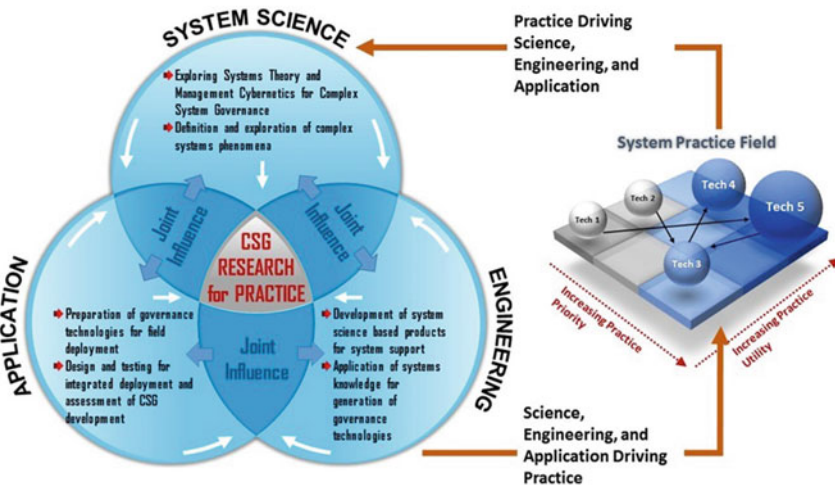 SYSTEM SCIENCE
Exploring Systems Theory and
Management Cybernetics for Complex
System Governance
Definition and exploration of complex
systems phenomena
Joint
Influence
Joint
Influence
CSG
RESEARCH
for PRACTICE
APPLICATION
Preparation of governance
technologies for field
deployment
Design and testing for
integrated deployment and
assessment of CSG
development
Joint
Influence
ENGINEERING
Development of system
science based products
for system support
Application of systems
knowledge for
generation of
governance
technologies
Practice Driving
Science,
Engineering, and
Application
System Practice Field
Tech 1
Tech 2
Tech 4
Tech 5
Tech 3
Increasing Practice
Priority
Increasing Practice
Utility
Science,
Engineering, and
Application Driving
Practice